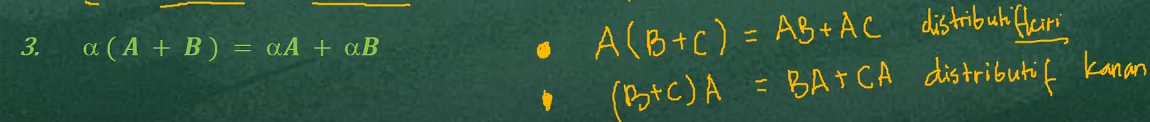 3. α ( A + B ) = αA + αB
• A(B+C) = AB+AC distributif kiri
• (B+C)A = BA+CA distributif kanan